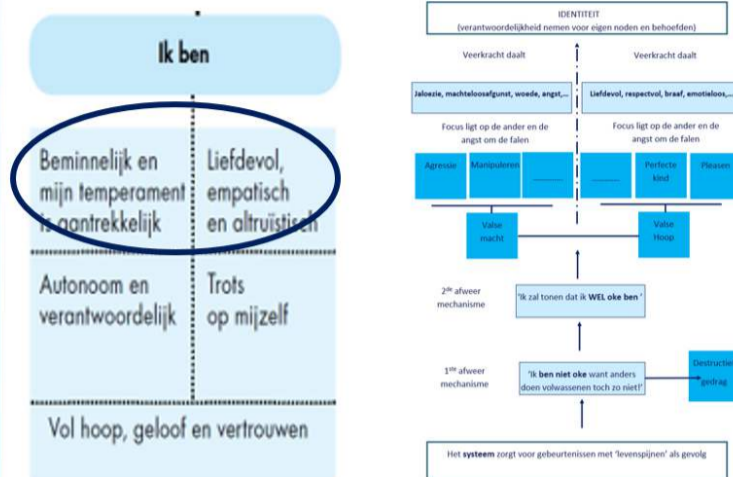 Ik ben
Beminnelijk en
mijn temperament
is aantrekkelijk
Liefdevol,
empatisch
en altruïstisch
Autonoom en
verantwoordelijk
Trots
op mijzelf
Vol hoop, geloof en vertrouwen
IDENTITEIT
(verantwoordelijkheid nemen voor eigen noden en behoefden)
Veerkracht daalt
Veerkracht daalt
Jaloezie, machteloosafgunst, woede, angst,...
Liefdevol, respectvol, braaf, emotieloos,...
Focus ligt op de ander en de
angst om de falen
Focus ligt op de ander en de
angst om de falen
Agressie
Manipuleren
________
________
Perfecte
kind
Pleasen
Valse
macht
Valse
Hoop
2de afweer
mechanisme
'Ik zal tonen dat ik WEL oke ben '
1ste afweer
mechanisme
'Ik ben niet oke want anders
doen volwassenen toch zo niet!'
Destructief
gedrag
Het systeem zorgt voor gebeurtenissen met 'levenspijnen' als gevolg